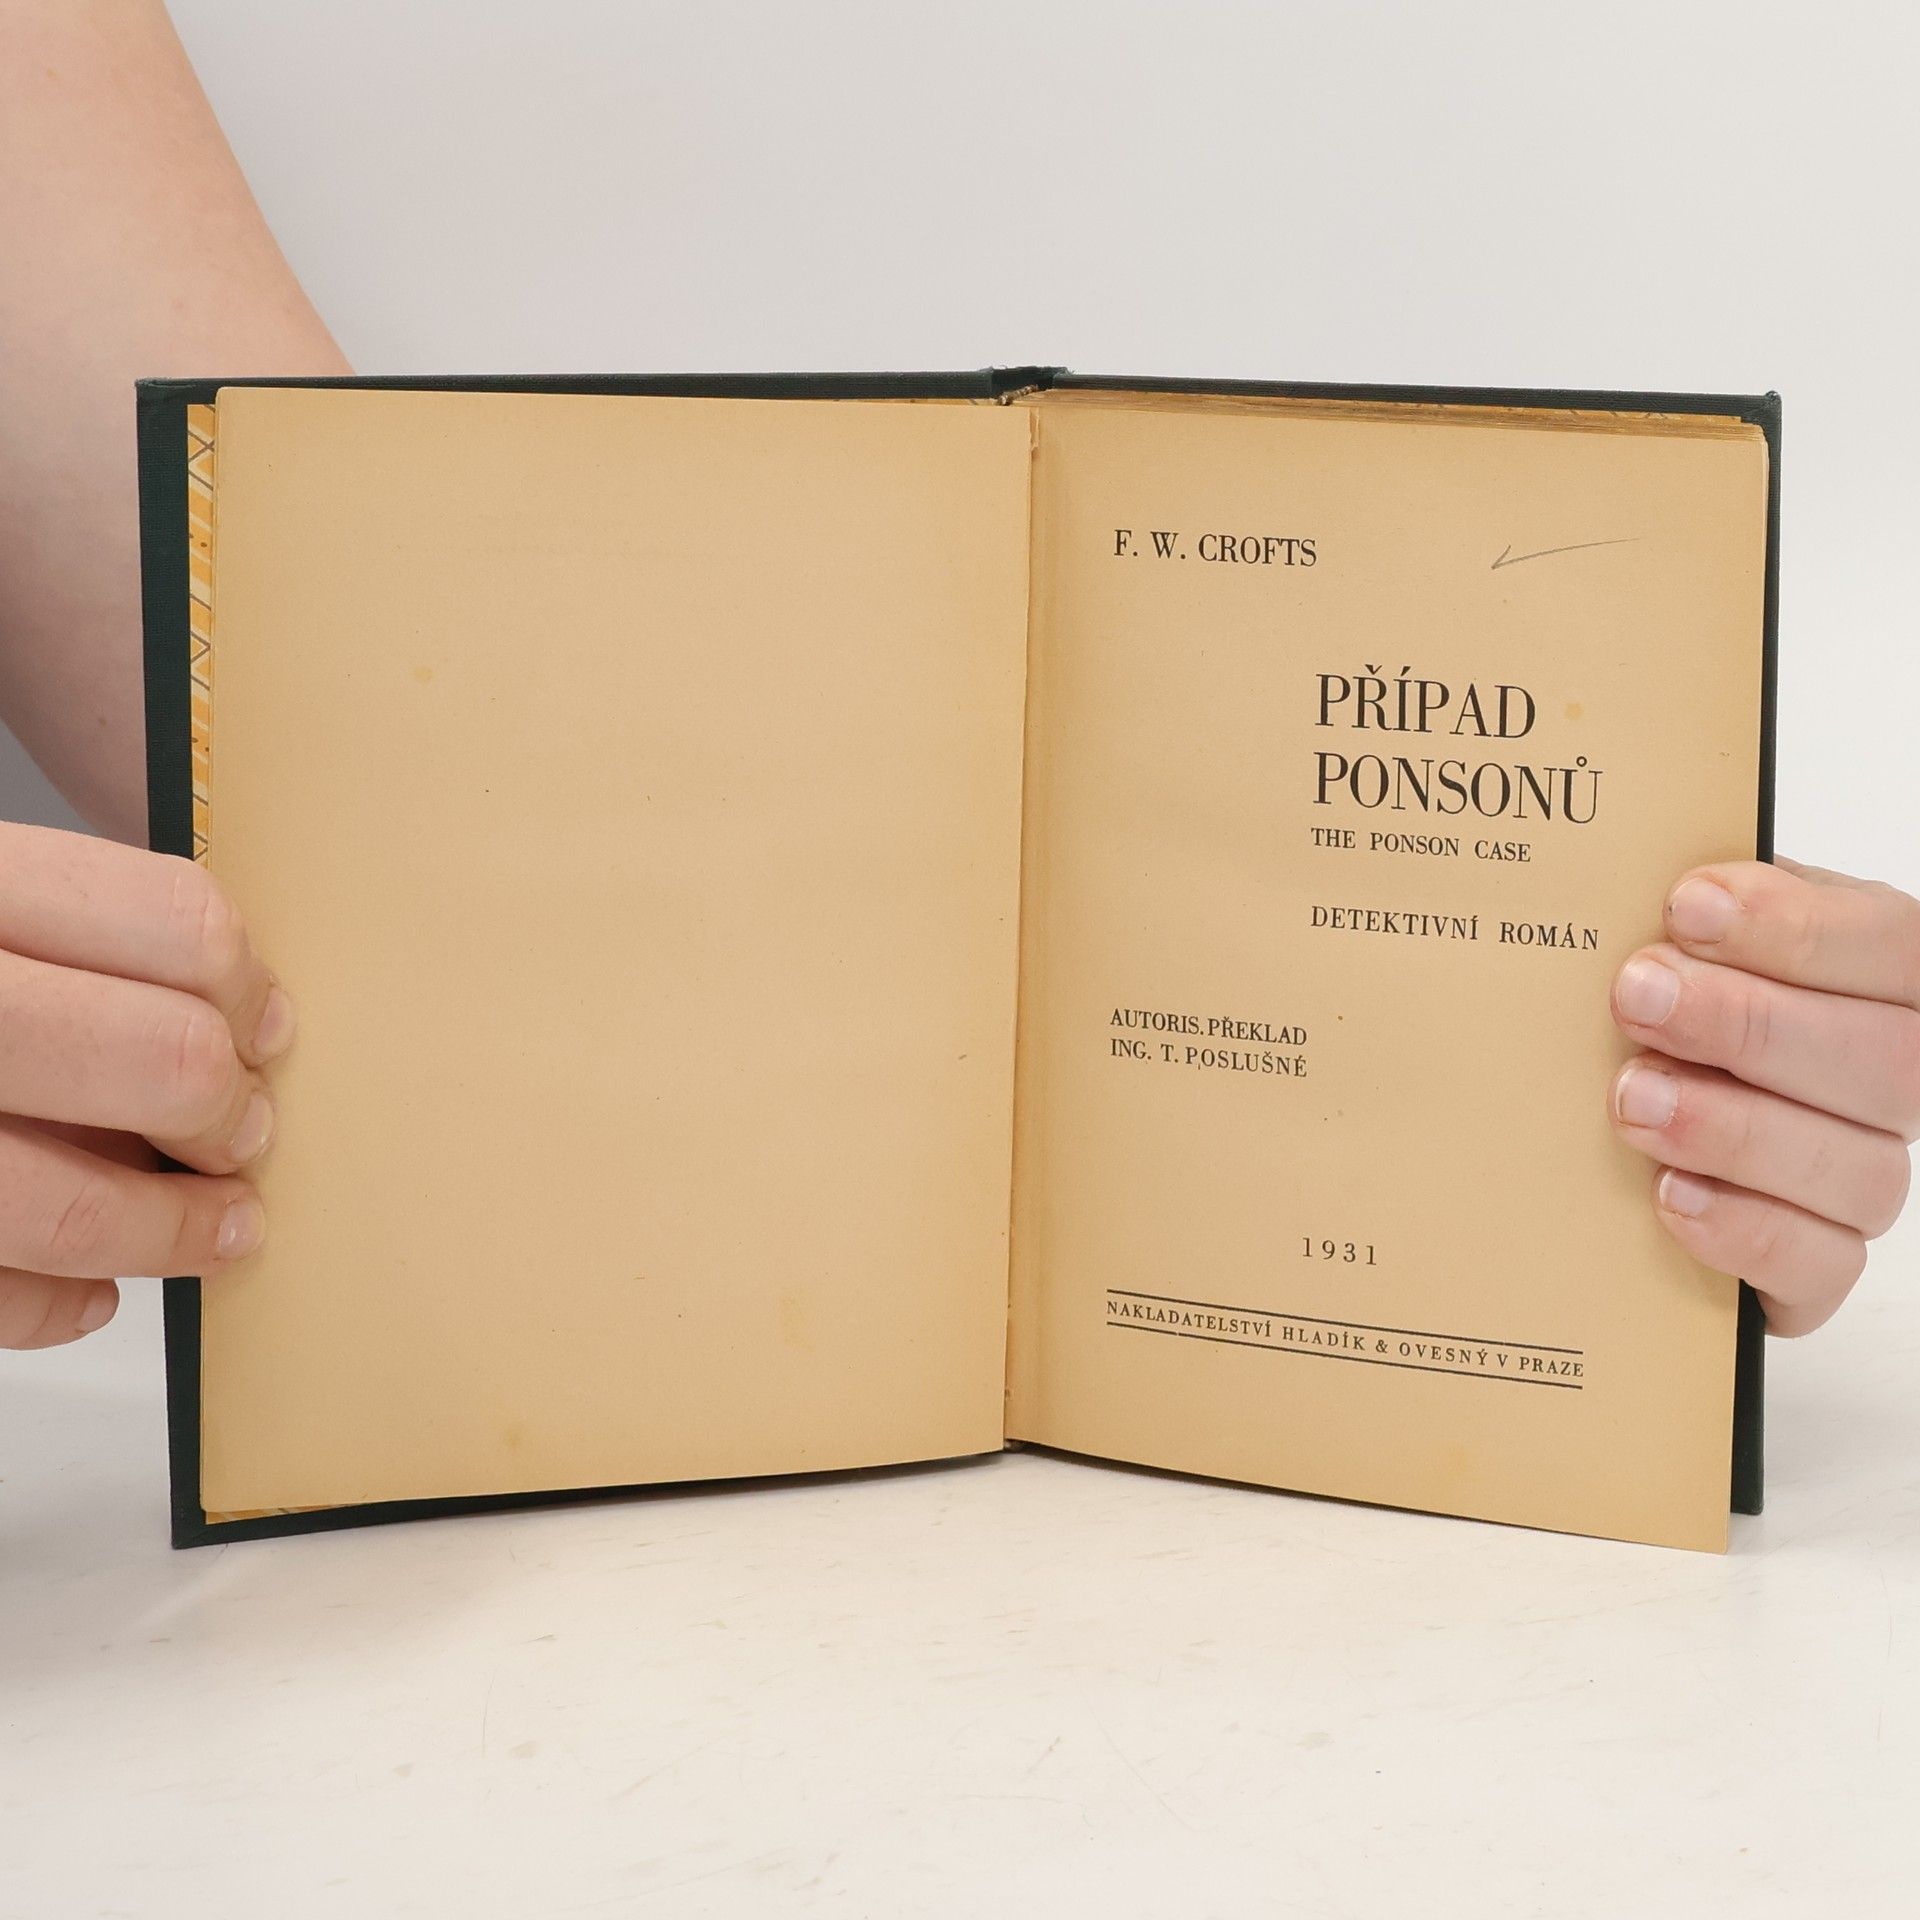 F. W. CROFTS
PŘÍPAD
PONSONŮ
THE PONSON CASE
DETEKTIVNÍ ROMÁN
AUTORIS. PŘEKLAD
ING. T. POSLUŠNÉ
1931
NAKLADATELSTVÍ HLADÍK & OVESNÝ V PRAZE